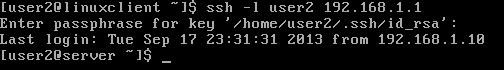 [user2@linuxclient ~]$ ssh -l user2 192.168.1.1
Enter passphrase for key '/home/user2/.ssh/id_rsa':
Last login: Tue Sep 17 23:31:31 2013 from 192.168.1.10
[user2@server ~]$ _